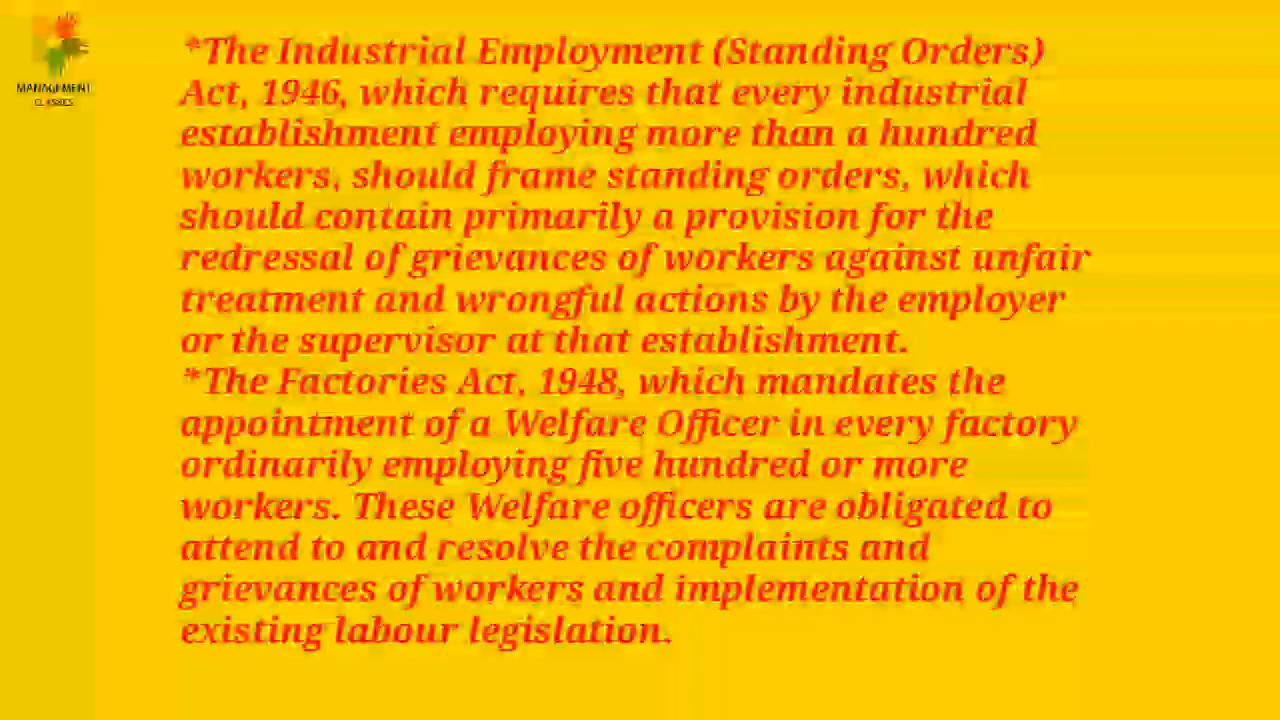 MANAGEMENT
CLASSES
*The Industrial Employment (Standing Orders)
Act, 1946, which requires that every industrial
establishment employing more than a hundred
workers, should frame standing orders, which
should contain primarily a provision for the
redressal of grievances of workers against unfair
treatment and wrongful actions by the employer
or the supervisor at that establishment.
*The Factories Act, 1948, which mandates the
appointment of a Welfare Officer in every factory
ordinarily employing five hundred or more
workers. These Welfare officers are obligated to
attend to and resolve the complaints and
grievances of workers and implementation of the
existing labour legislation.